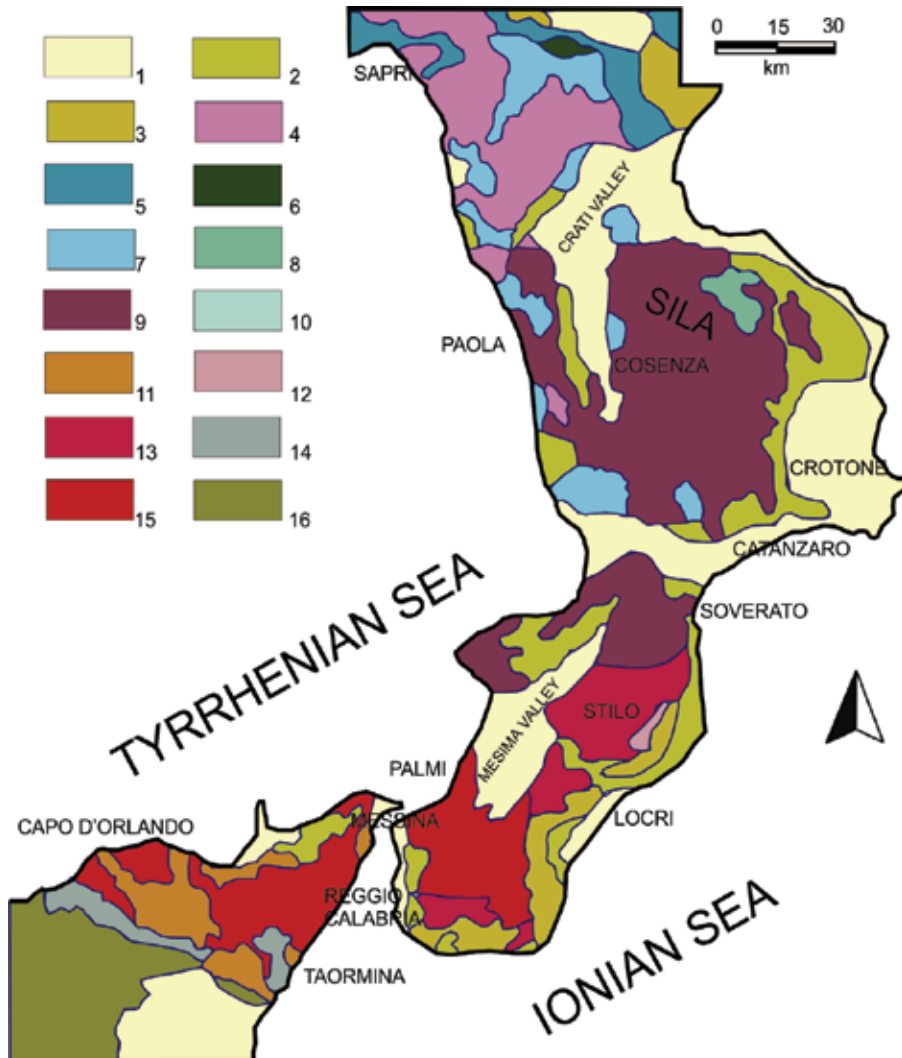 0 15 30
km
1 2
3 4
5 6
7 8
9 10
11 12
13 14
15 16
SAPRI
CRATI VALLEY
SILA
PAOLA
COSENZA
CROTONE
CATANZARO
SOVERATO
TYRRHENIAN SEA
MESIMA VALLEY
STILO
PALMI
LOCRI
CAPO D'ORLANDO
MESSINA
REGGIO
CALABRIA
TAORMINA
IONIAN SEA